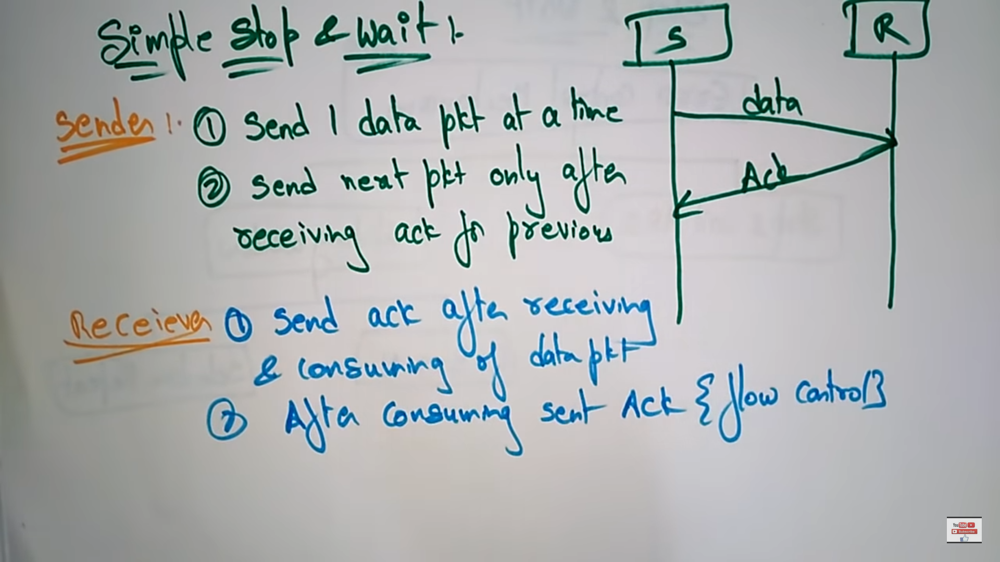 Simple Stop & Wait :-
S
R
Sender :- ① Send 1 data pkt at a time
data
② Send next pkt only after
receiving ack for previous
Ack
Receiever ① Send ack after receiving
& consuming of data pkt
② After consuming sent Ack {flow control}
YouTube
Subscribe